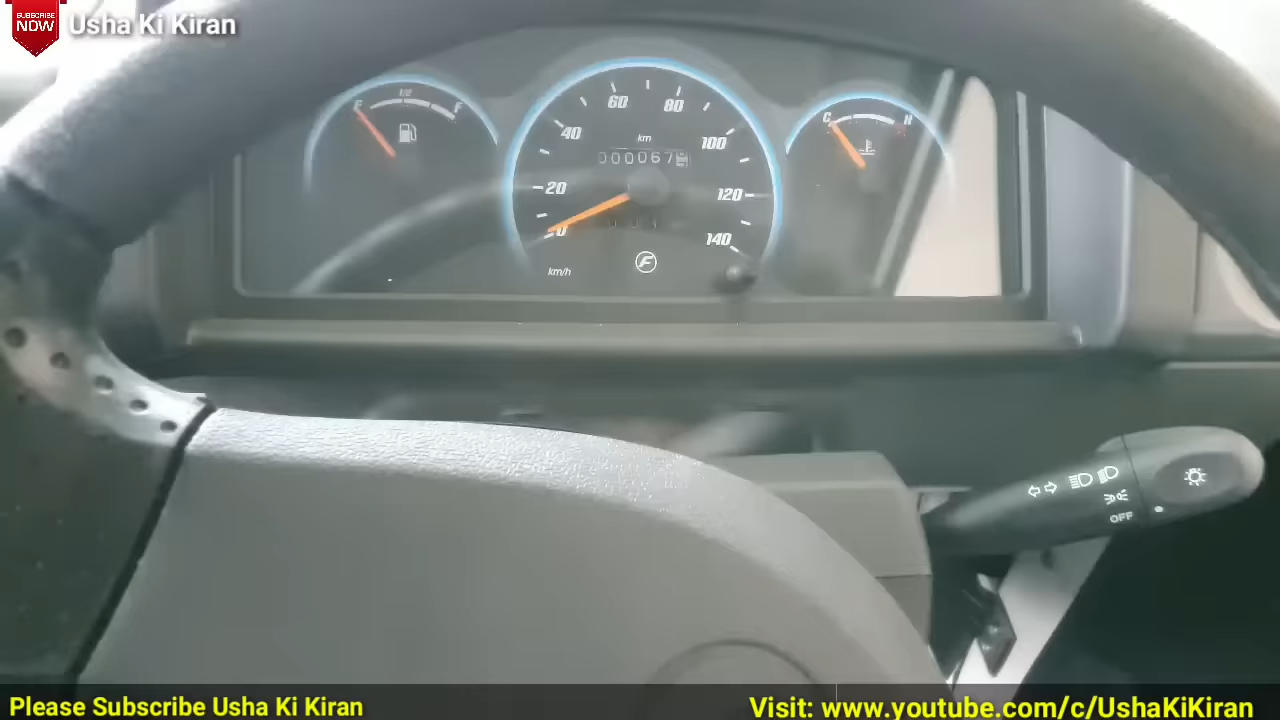 SUBSCRIBE
NOW
Usha Ki Kiran
E 1/2 F
C H
60 80
km
40 100
000067
20 120
0 140
F
km/h
OFF
Please Subscribe Usha Ki Kiran
Visit: www.youtube.com/c/UshaKiKiran